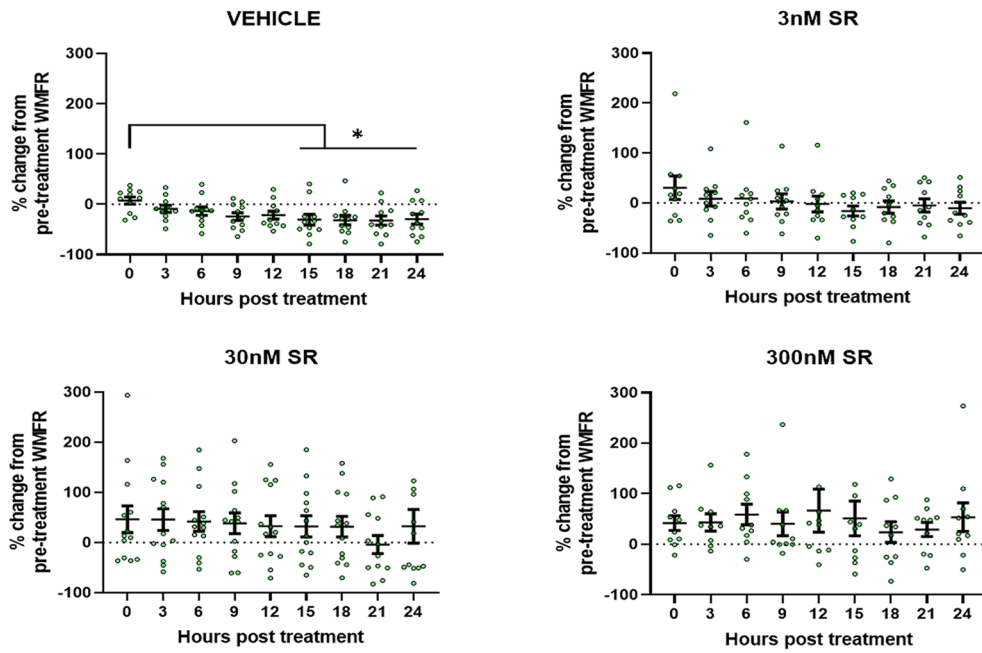 VEHICLE
% change from
pre-treatment WMFR
300
200
100
0
-100
*
0 3 6 9 12 15 18 21 24
Hours post treatment
3nM SR
% change from
pre-treatment WMFR
300
200
100
0
-100
0 3 6 9 12 15 18 21 24
Hours post treatment
30nM SR
% change from
pre-treatment WMFR
300
200
100
0
-100
0 3 6 9 12 15 18 21 24
Hours post treatment
300nM SR
% change from
pre-treatment WMFR
300
200
100
0
-100
0 3 6 9 12 15 18 21 24
Hours post treatment